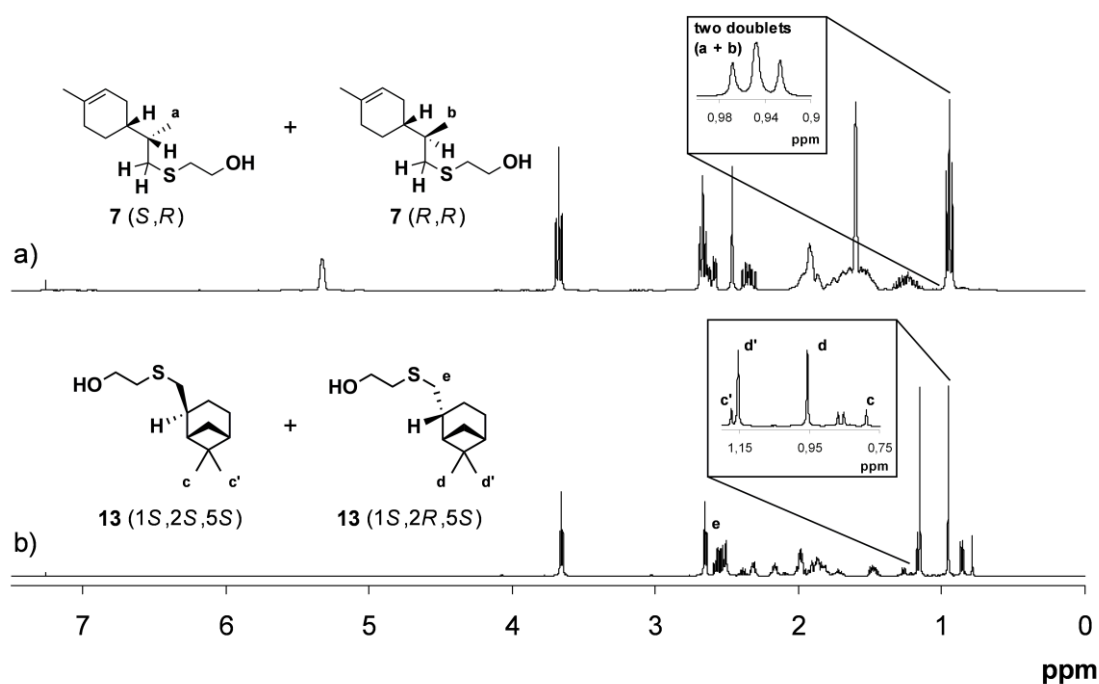 two doublets
(a + b)
0,98 0,94 0,9
ppm
H a
H
H S OH
H
7 (S,R)
+
H b
H
H S OH
H
7 (R,R)
a)
d' d
c' c
1,15 0,95 0,75
ppm
HO S
H
c c'
13 (1S,2S,5S)
+
HO S e
H
d d'
13 (1S,2R,5S)
b)
e
7 6 5 4 3 2 1 0
ppm